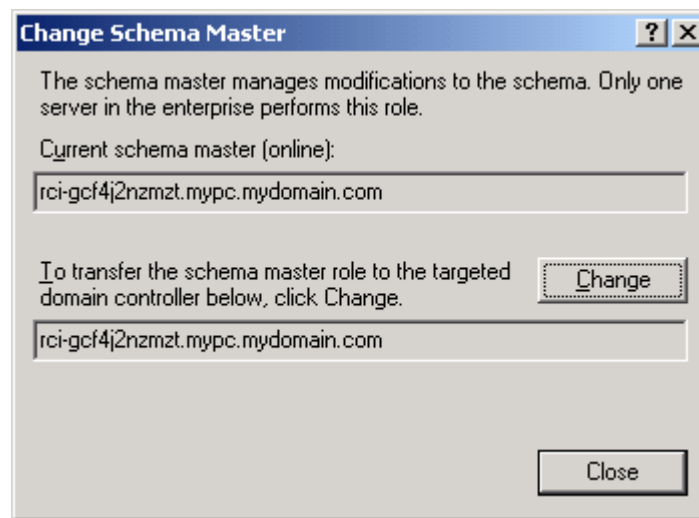 Change Schema Master
The schema master manages modifications to the schema. Only one
server in the enterprise performs this role.
Current schema master (online):
rci-gcf4j2nzmzt.mypc.mydomain.com
To transfer the schema master role to the targeted
domain controller below, click Change.
Change
rci-gcf4j2nzmzt.mypc.mydomain.com
Close